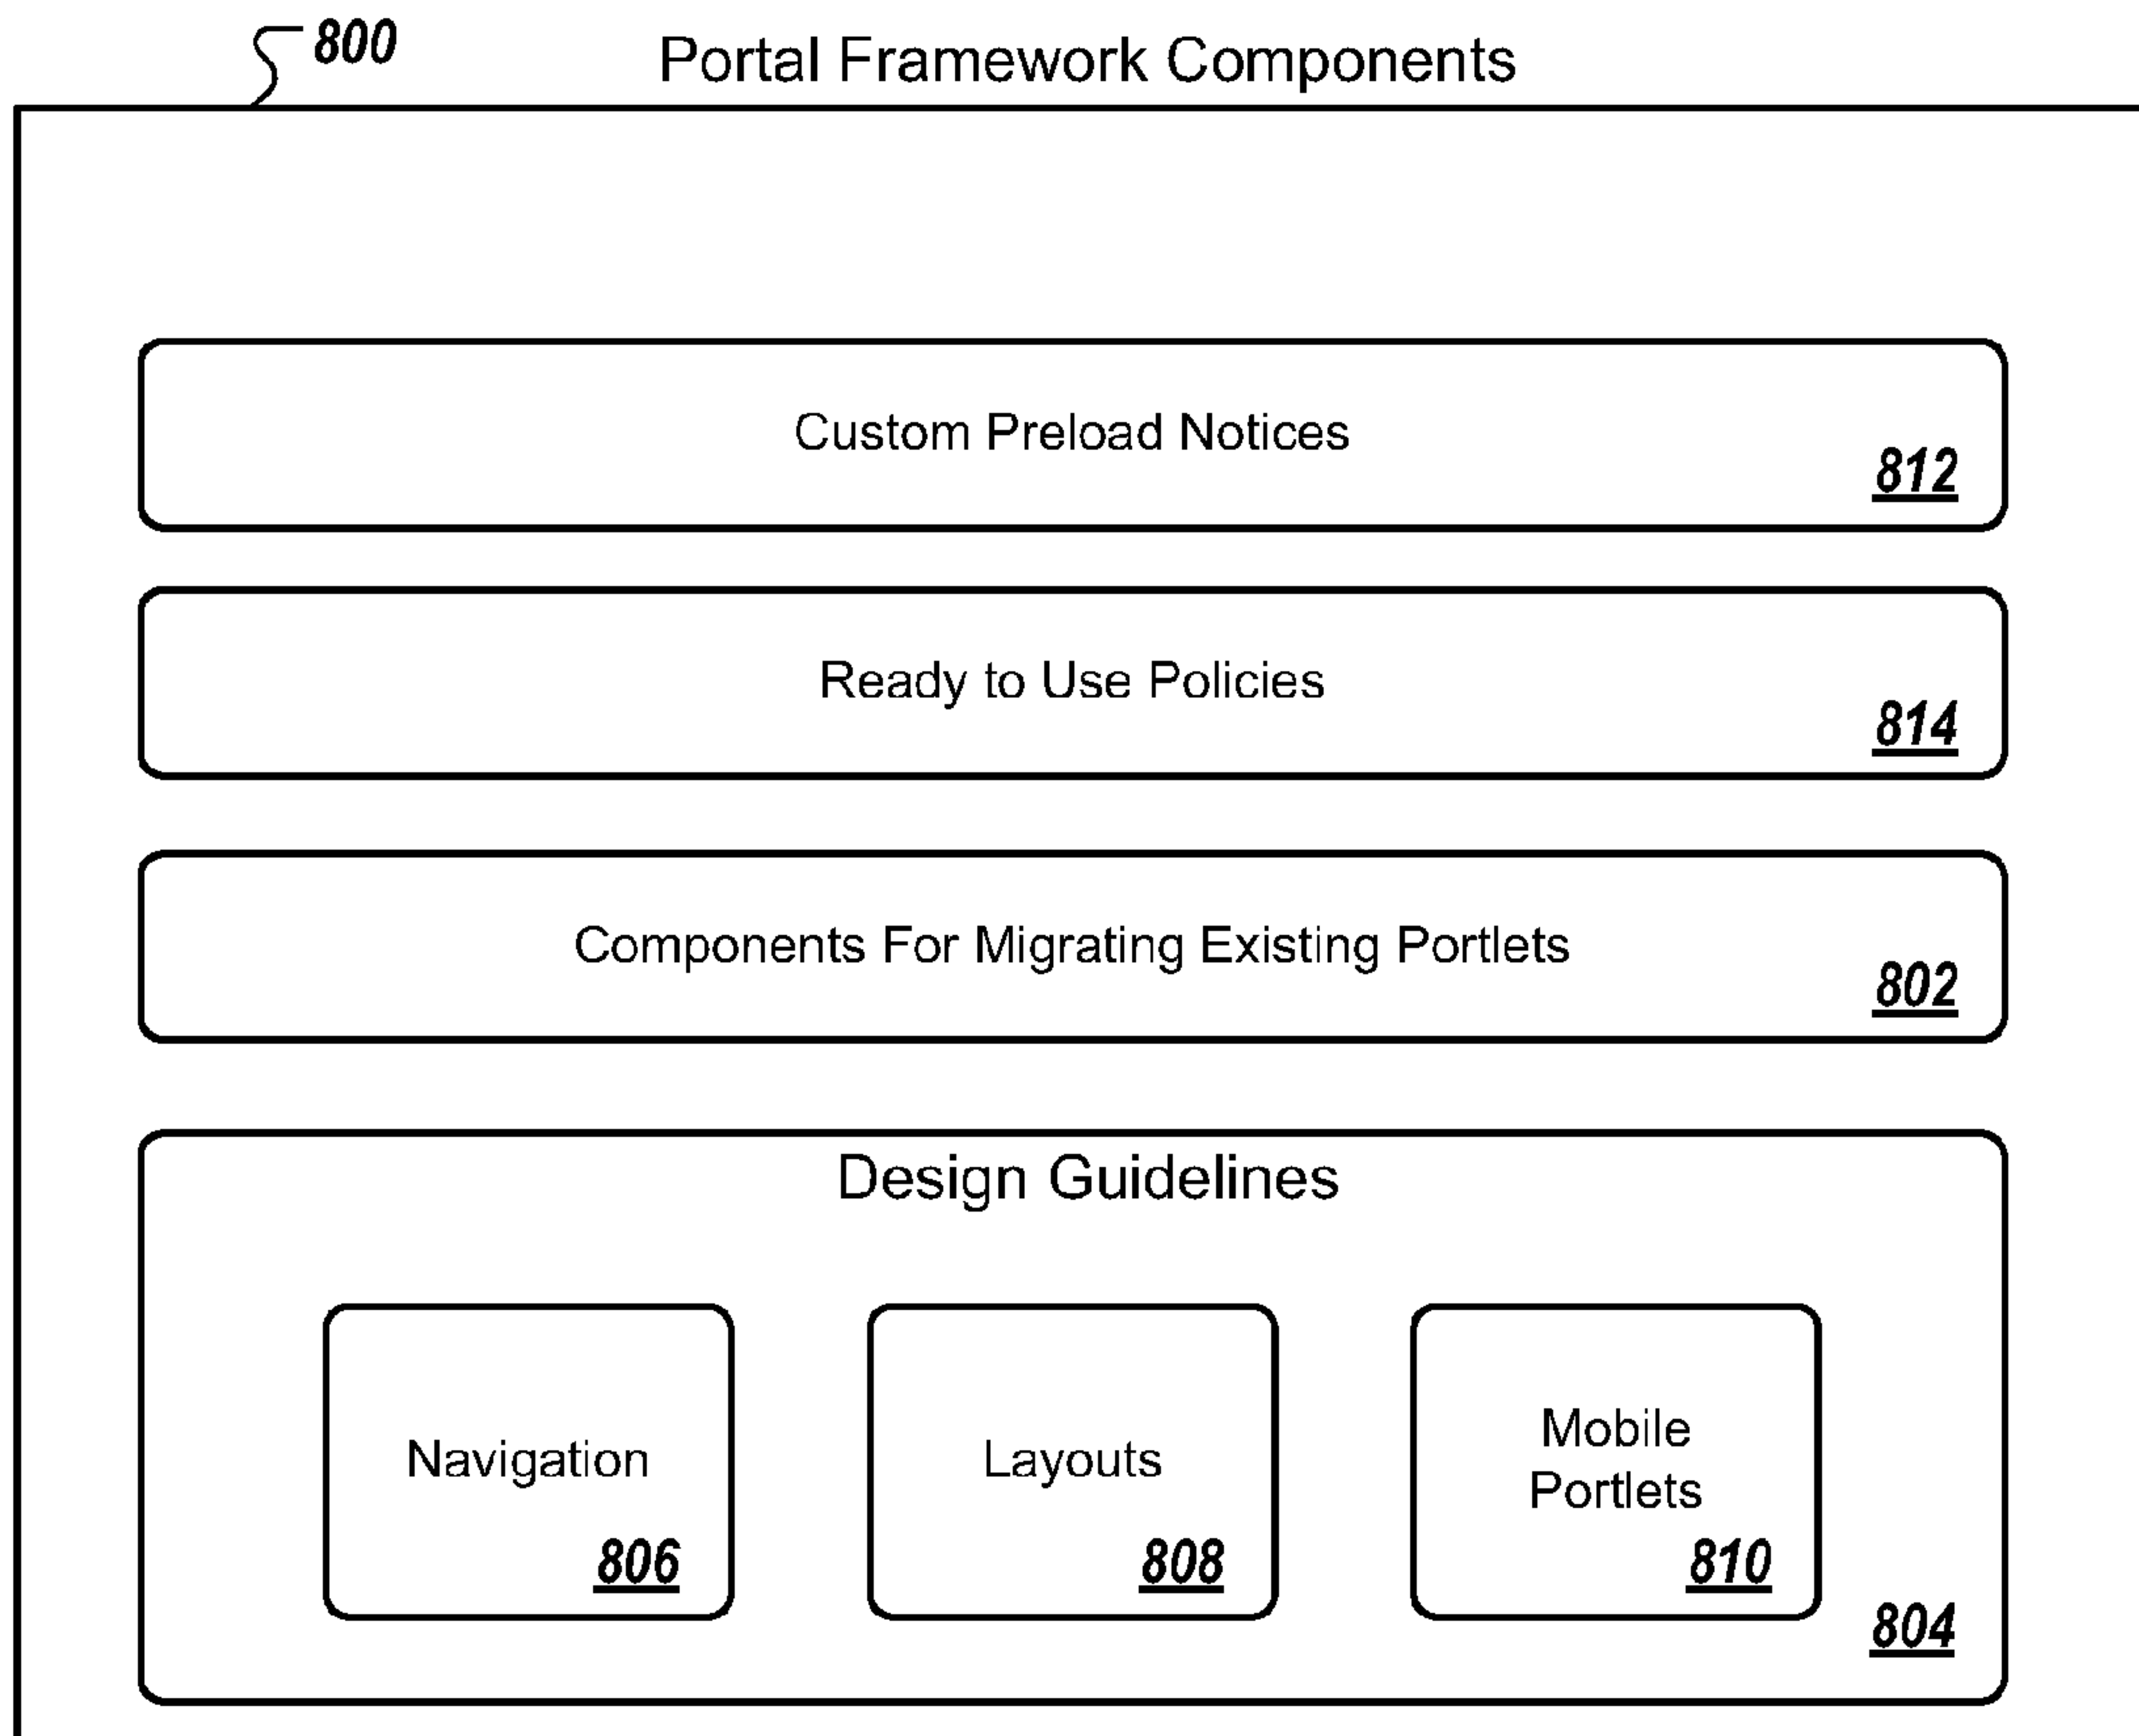 800
Portal Framework Components
Custom Preload Notices
812
Ready to Use Policies
814
Components For Migrating Existing Portlets
802
Design Guidelines
Navigation
806
Layouts
808
Mobile
Portlets
810
804